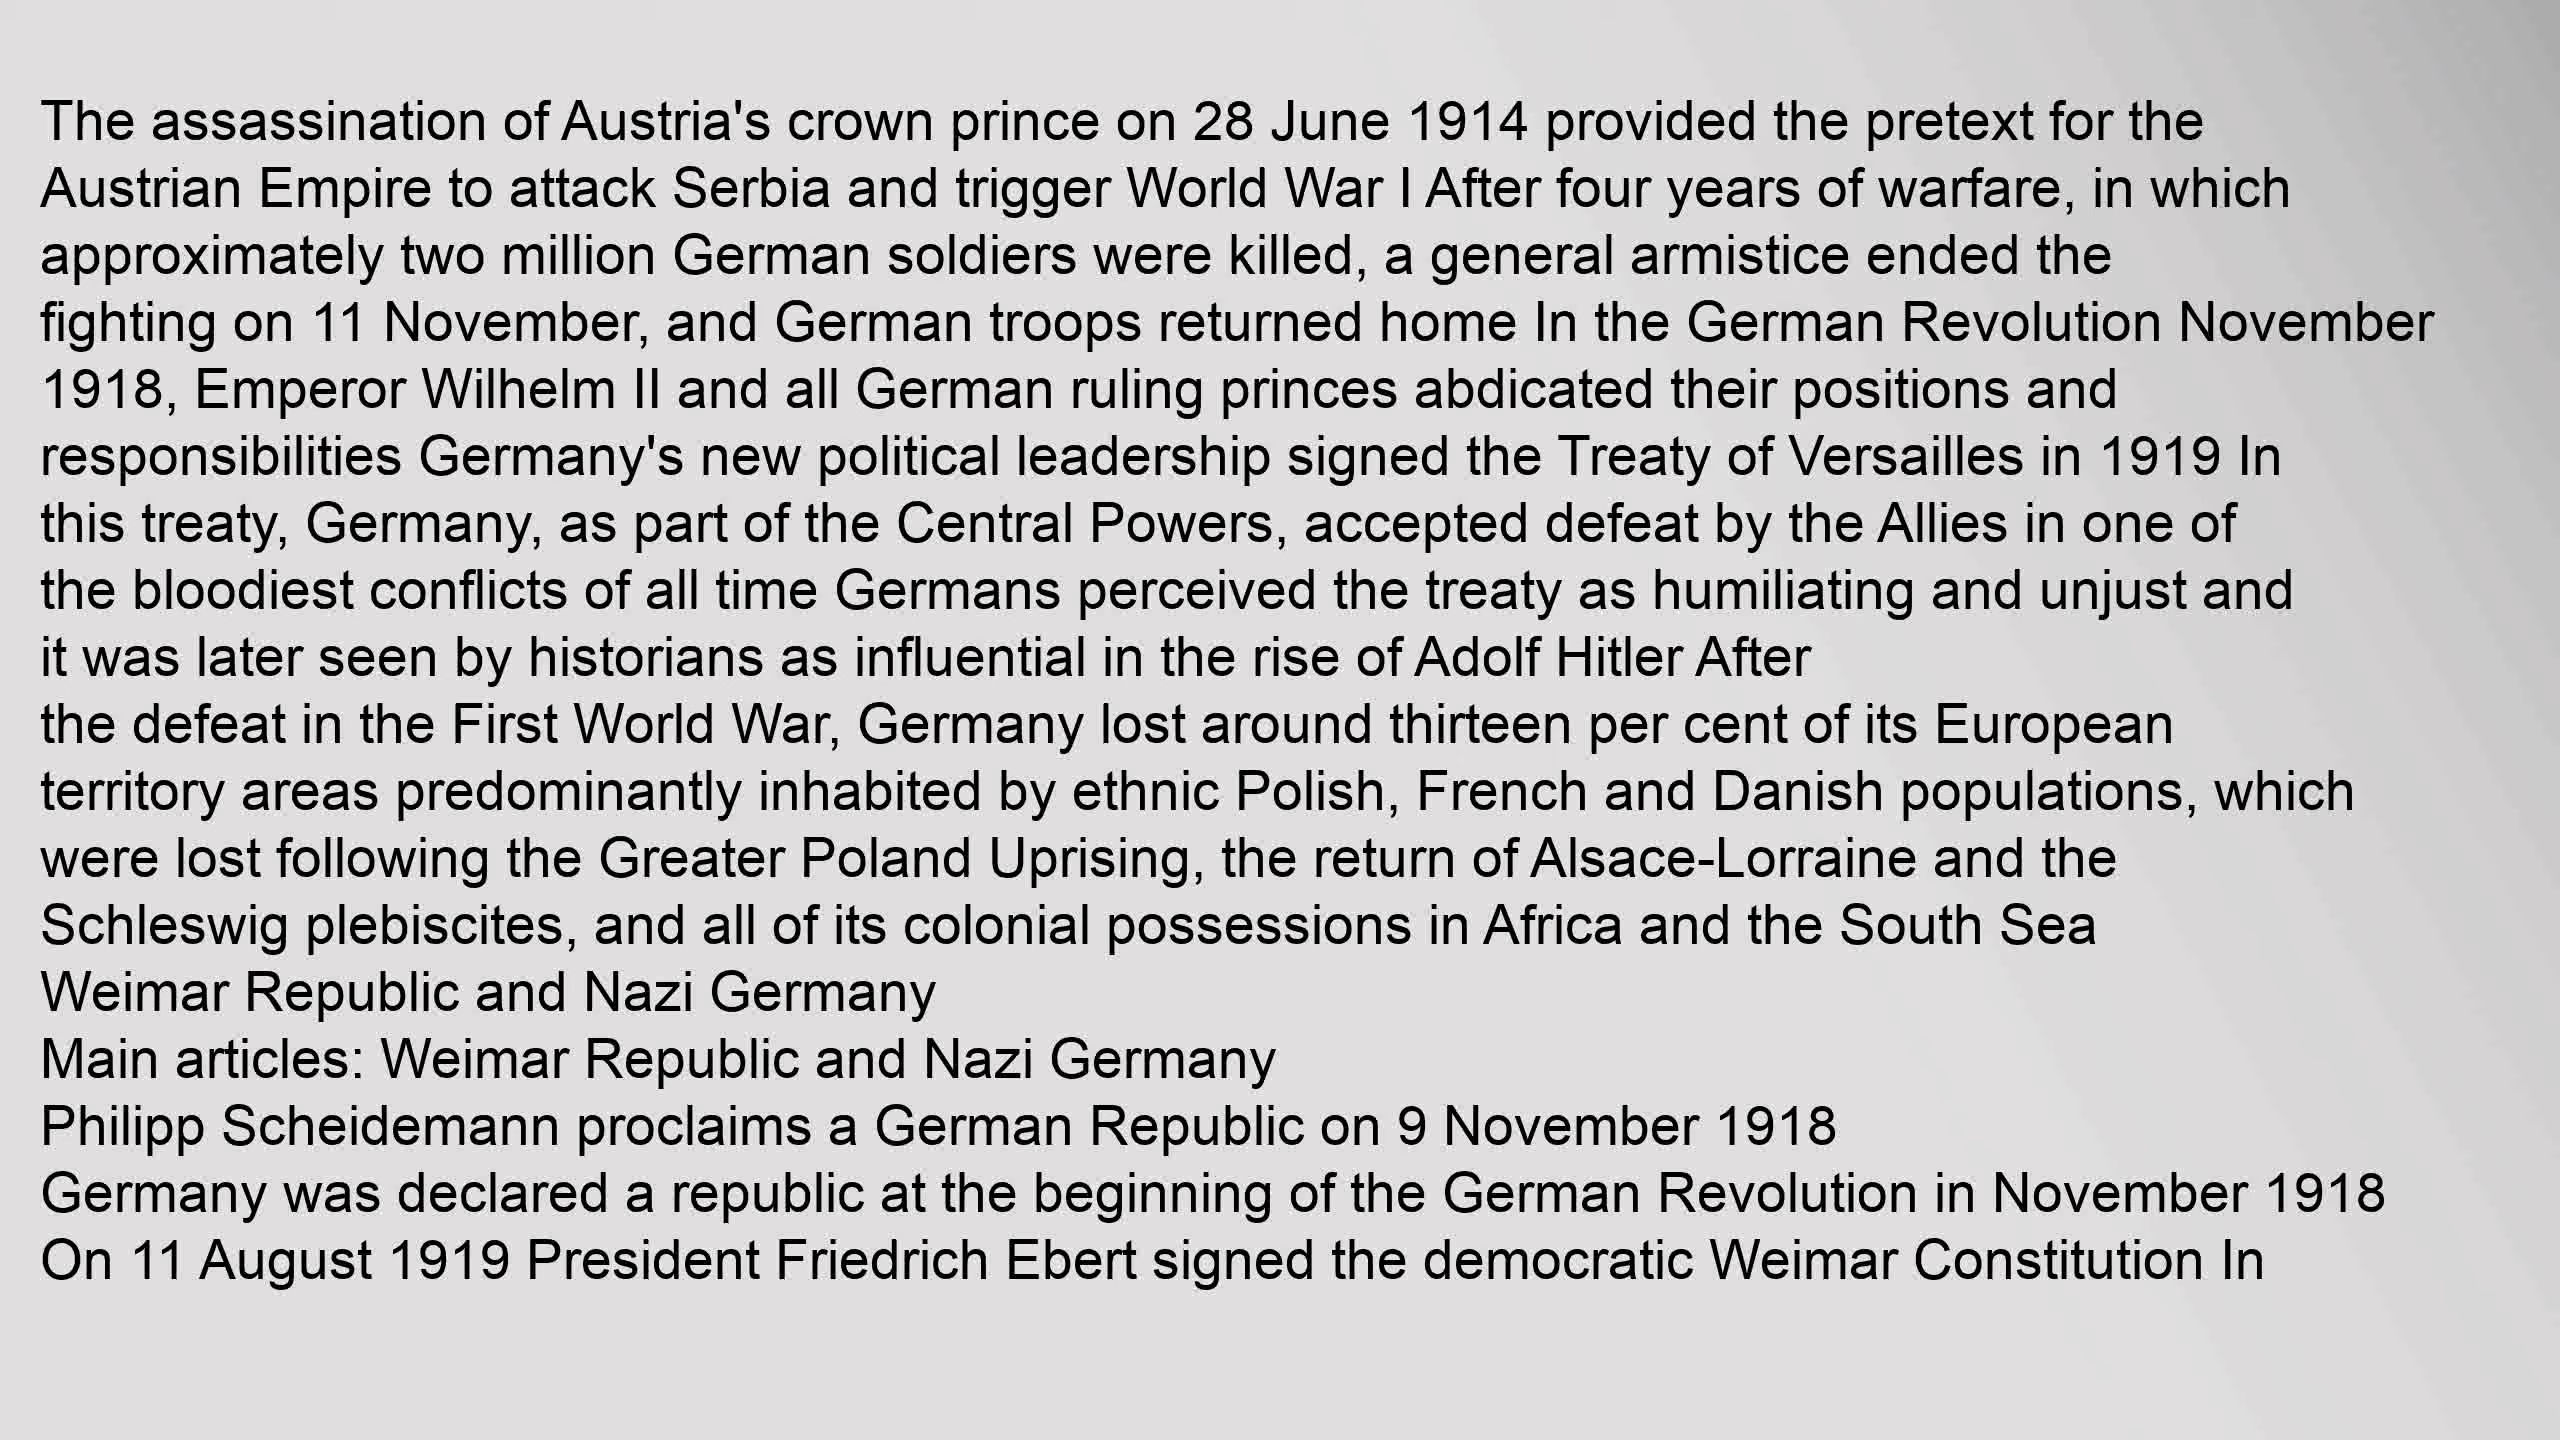 The assassination of Austria's crown prince on 28 June 1914 provided the pretext for the
Austrian Empire to attack Serbia and trigger World War I After four years of warfare, in which
approximately two million German soldiers were killed, a general armistice ended the
fighting on 11 November, and German troops returned home In the German Revolution November
1918, Emperor Wilhelm II and all German ruling princes abdicated their positions and
responsibilities Germany's new political leadership signed the Treaty of Versailles in 1919 In
this treaty, Germany, as part of the Central Powers, accepted defeat by the Allies in one of
the bloodiest conflicts of all time Germans perceived the treaty as humiliating and unjust and
it was later seen by historians as influential in the rise of Adolf Hitler After
the defeat in the First World War, Germany lost around thirteen per cent of its European
territory areas predominantly inhabited by ethnic Polish, French and Danish populations, which
were lost following the Greater Poland Uprising, the return of Alsace-Lorraine and the
Schleswig plebiscites, and all of its colonial possessions in Africa and the South Sea
Weimar Republic and Nazi Germany
Main articles: Weimar Republic and Nazi Germany
Philipp Scheidemann proclaims a German Republic on 9 November 1918
Germany was declared a republic at the beginning of the German Revolution in November 1918
On 11 August 1919 President Friedrich Ebert signed the democratic Weimar Constitution In